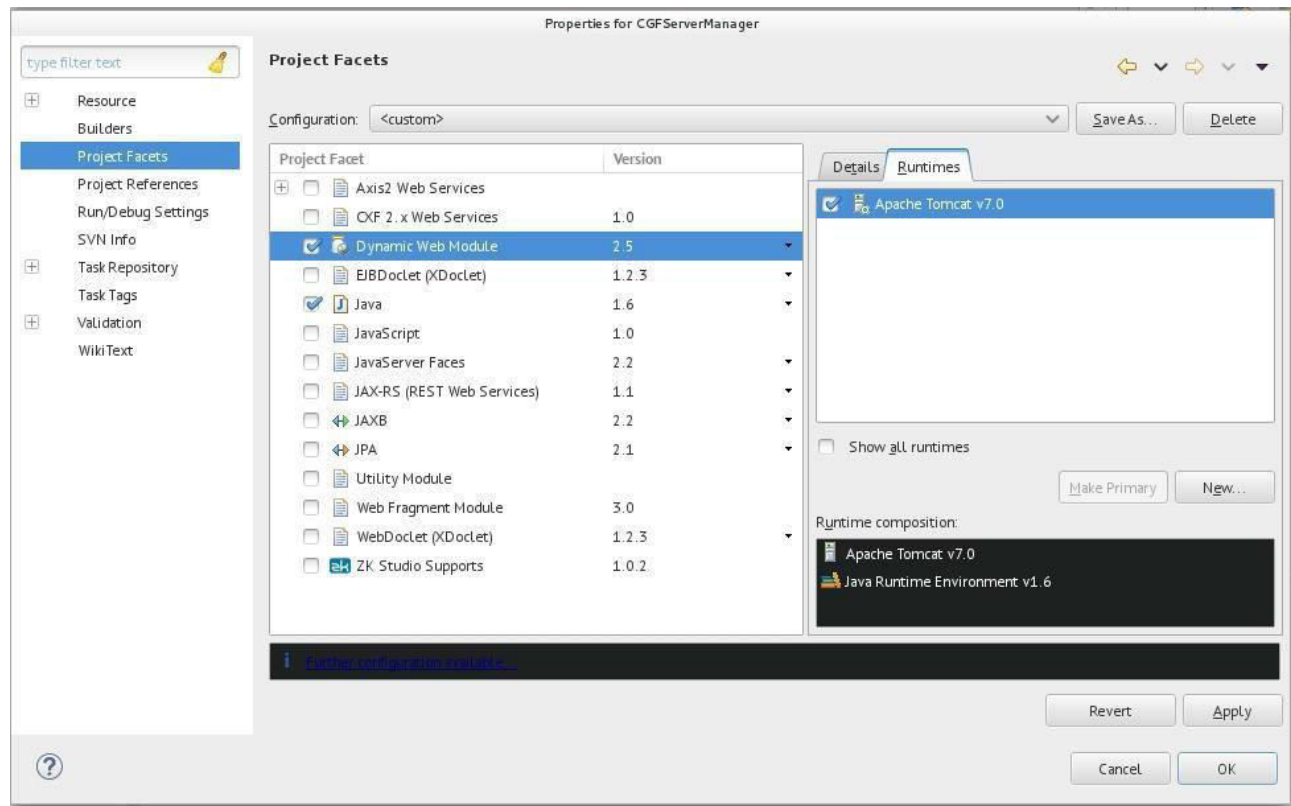 Properties for CGFServerManager
type filter text
Resource
Builders
Project Facets
Project References
Run/Debug Settings
SVN Info
Task Repository
Task Tags
Validation
WikiText
Project Facets
Configuration: <custom> Save As... Delete
Project Facet Version
Axis2 Web Services
CXF 2.x Web Services 1.0
Dynamic Web Module 2.5
EJBDoclet (XDoclet) 1.2.3
Java 1.6
JavaScript 1.0
JavaServer Faces 2.2
JAX-RS (REST Web Services) 1.1
JAXB 2.2
JPA 2.1
Utility Module
Web Fragment Module 3.0
WebDoclet (XDoclet) 1.2.3
ZK Studio Supports 1.0.2
Details Runtimes
Apache Tomcat v7.0
Show all runtimes
Make Primary New...
Runtime composition:
Apache Tomcat v7.0
Java Runtime Environment v1.6
Further configuration available...
Revert Apply
Cancel OK